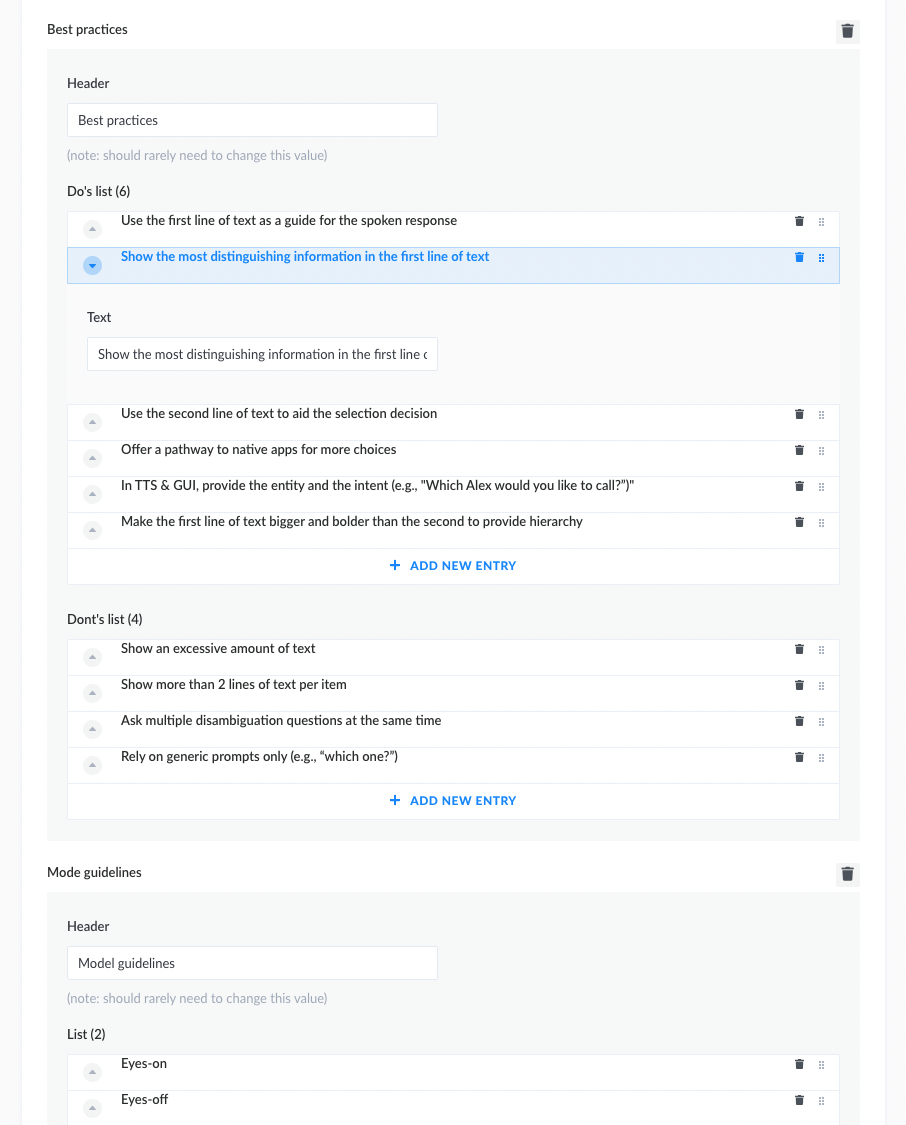 Best practices
Header
Best practices
(note: should rarely need to change this value)
Do's list (6)
Use the first line of text as a guide for the spoken response
Show the most distinguishing information in the first line of text
Text
Show the most distinguishing information in the first line
Use the second line of text to aid the selection decision
Offer a pathway to native apps for more choices
In TTS & GUI, provide the entity and the intent (e.g., "Which Alex would you like to call?”)"
Make the first line of text bigger and bolder than the second to provide hierarchy
+ ADD NEW ENTRY
Dont's list (4)
Show an excessive amount of text
Show more than 2 lines of text per item
Ask multiple disambiguation questions at the same time
Rely on generic prompts only (e.g., “which one?”)
+ ADD NEW ENTRY
Mode guidelines
Header
Model guidelines
(note: should rarely need to change this value)
List (2)
Eyes-on
Eyes-off